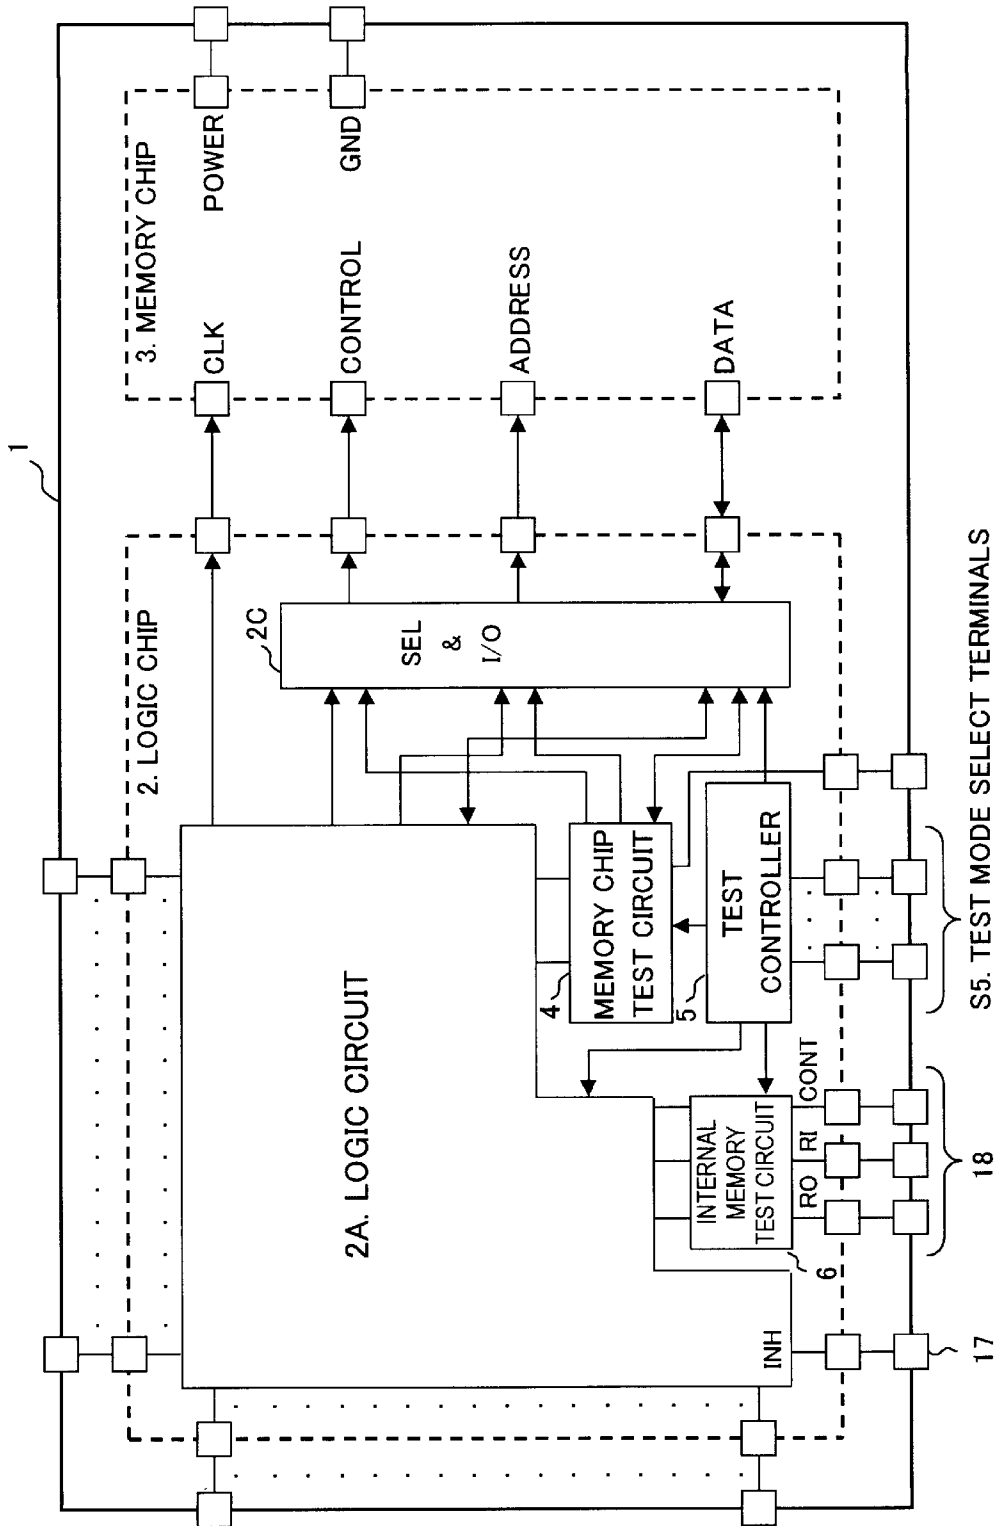 1
2. LOGIC CHIP
3. MEMORY CHIP
CLK
POWER
CONTROL
GND
ADDRESS
DATA
2A. LOGIC CIRCUIT
2C
SEL
&
I/O
4
MEMORY CHIP
TEST CIRCUIT
5
TEST
CONTROLLER
INTERNAL
MEMORY
TEST CIRCUIT
6
INH
RO
RI
CONT
17
18
S5. TEST MODE SELECT TERMINALS